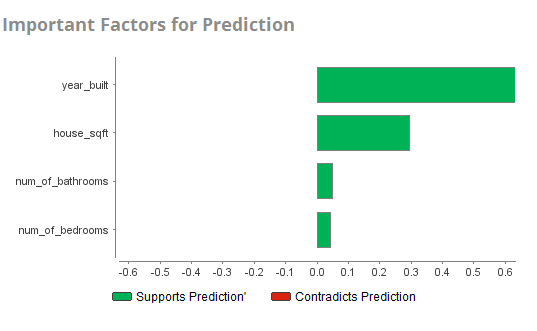 Important Factors for Prediction
year_built
house_sqft
num_of_bathrooms
num_of_bedrooms
-0.6 -0.5 -0.4 -0.3 -0.2 -0.1 0.0 0.1 0.2 0.3 0.4 0.5 0.6
Supports Prediction' Contradicts Prediction